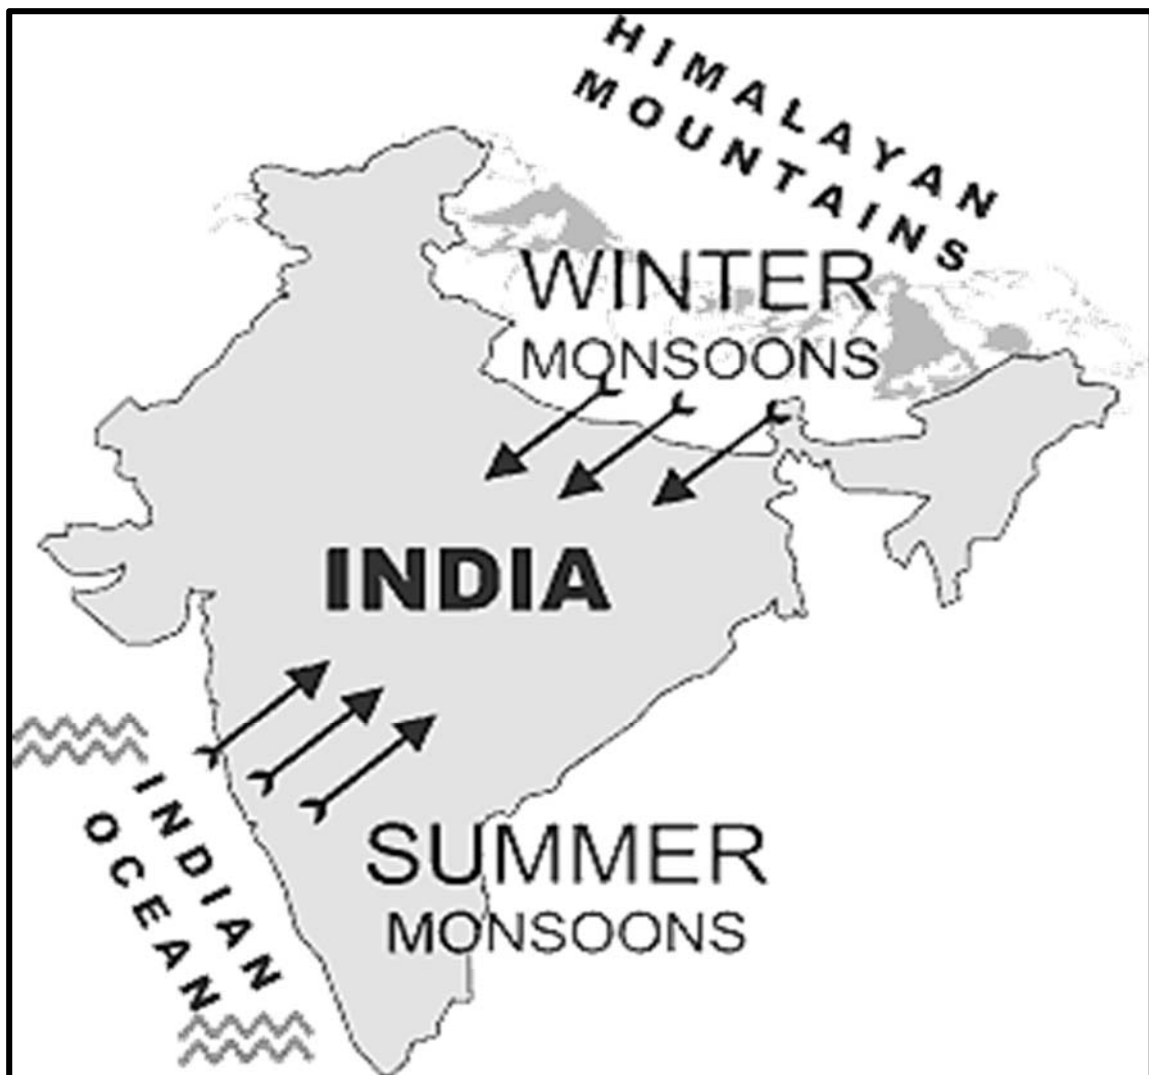 HIMALAYAN
MOUNTAINS
WINTER
MONSOONS
INDIA
INDIAN
OCEAN
SUMMER
MONSOONS